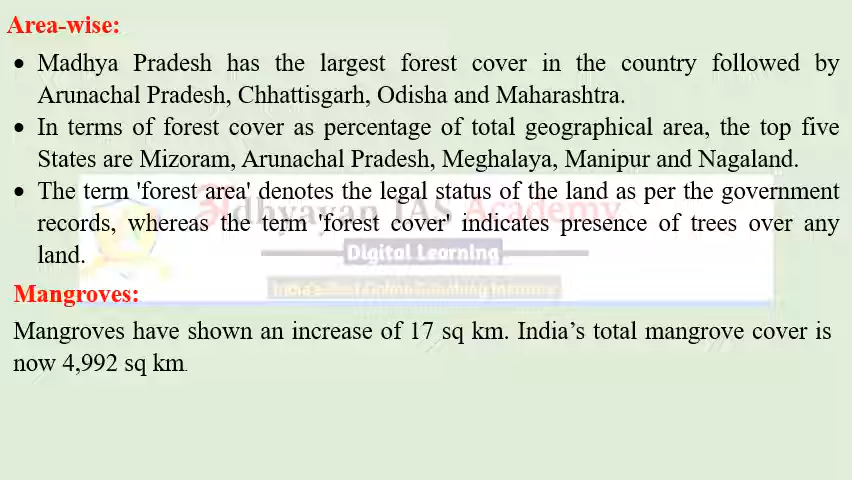 Area-wise:
• Madhya Pradesh has the largest forest cover in the country followed by
Arunachal Pradesh, Chhattisgarh, Odisha and Maharashtra.
• In terms of forest cover as percentage of total geographical area, the top five
States are Mizoram, Arunachal Pradesh, Meghalaya, Manipur and Nagaland.
• The term 'forest area' denotes the legal status of the land as per the government
records, whereas the term 'forest cover' indicates presence of trees over any
land.
अdhyayan IAS Academy
Digital Learning
Mangroves:
Mangroves have shown an increase of 17 sq km. India’s total mangrove cover is
now 4,992 sq km.